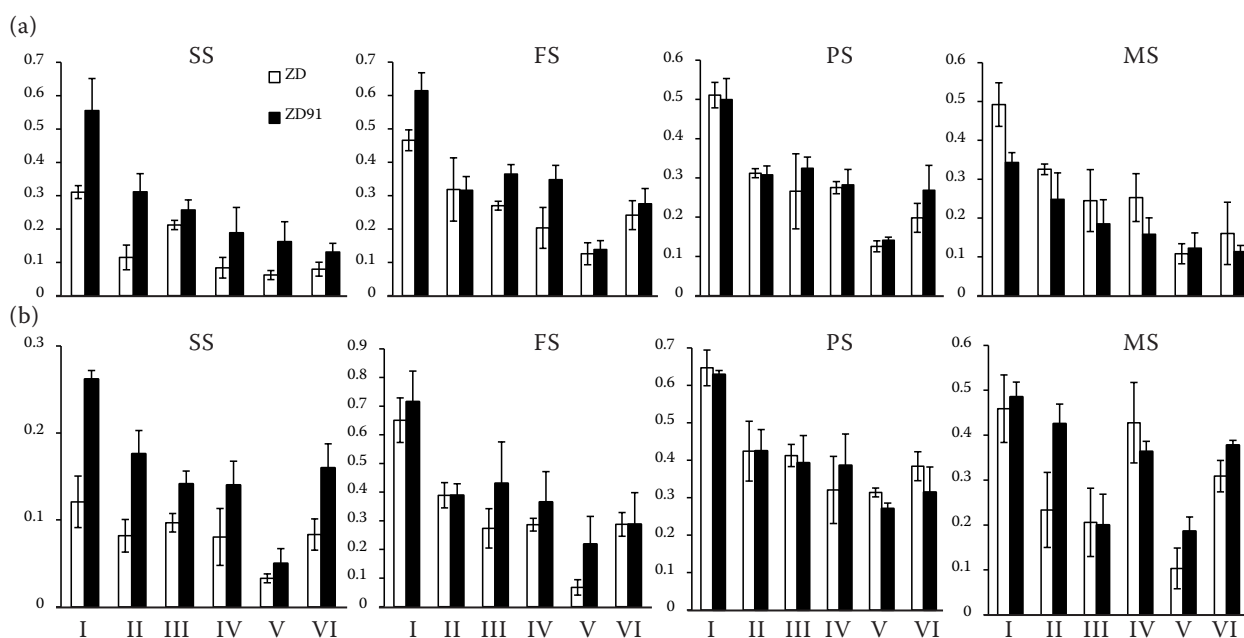 (a)
SS FS PS MS
ZD
ZD91
0.7 0.6 0.5 0.4 0.3 0.2 0.1 0
0.7 0.6 0.5 0.4 0.3 0.2 0.1 0
0.5 0.4 0.3 0.2 0.1 0
0.6 0.5 0.4 0.3 0.2 0.1 0
(b)
SS FS PS MS
0.3 0.2 0.1 0
0.9 0.8 0.7 0.6 0.5 0.4 0.3 0.2 0.1 0
0.7 0.6 0.5 0.4 0.3 0.2 0.1 0
0.5 0.4 0.3 0.2 0.1 0
I II III IV V VI I II III IV V VI I II III IV V VI I II III IV V VI